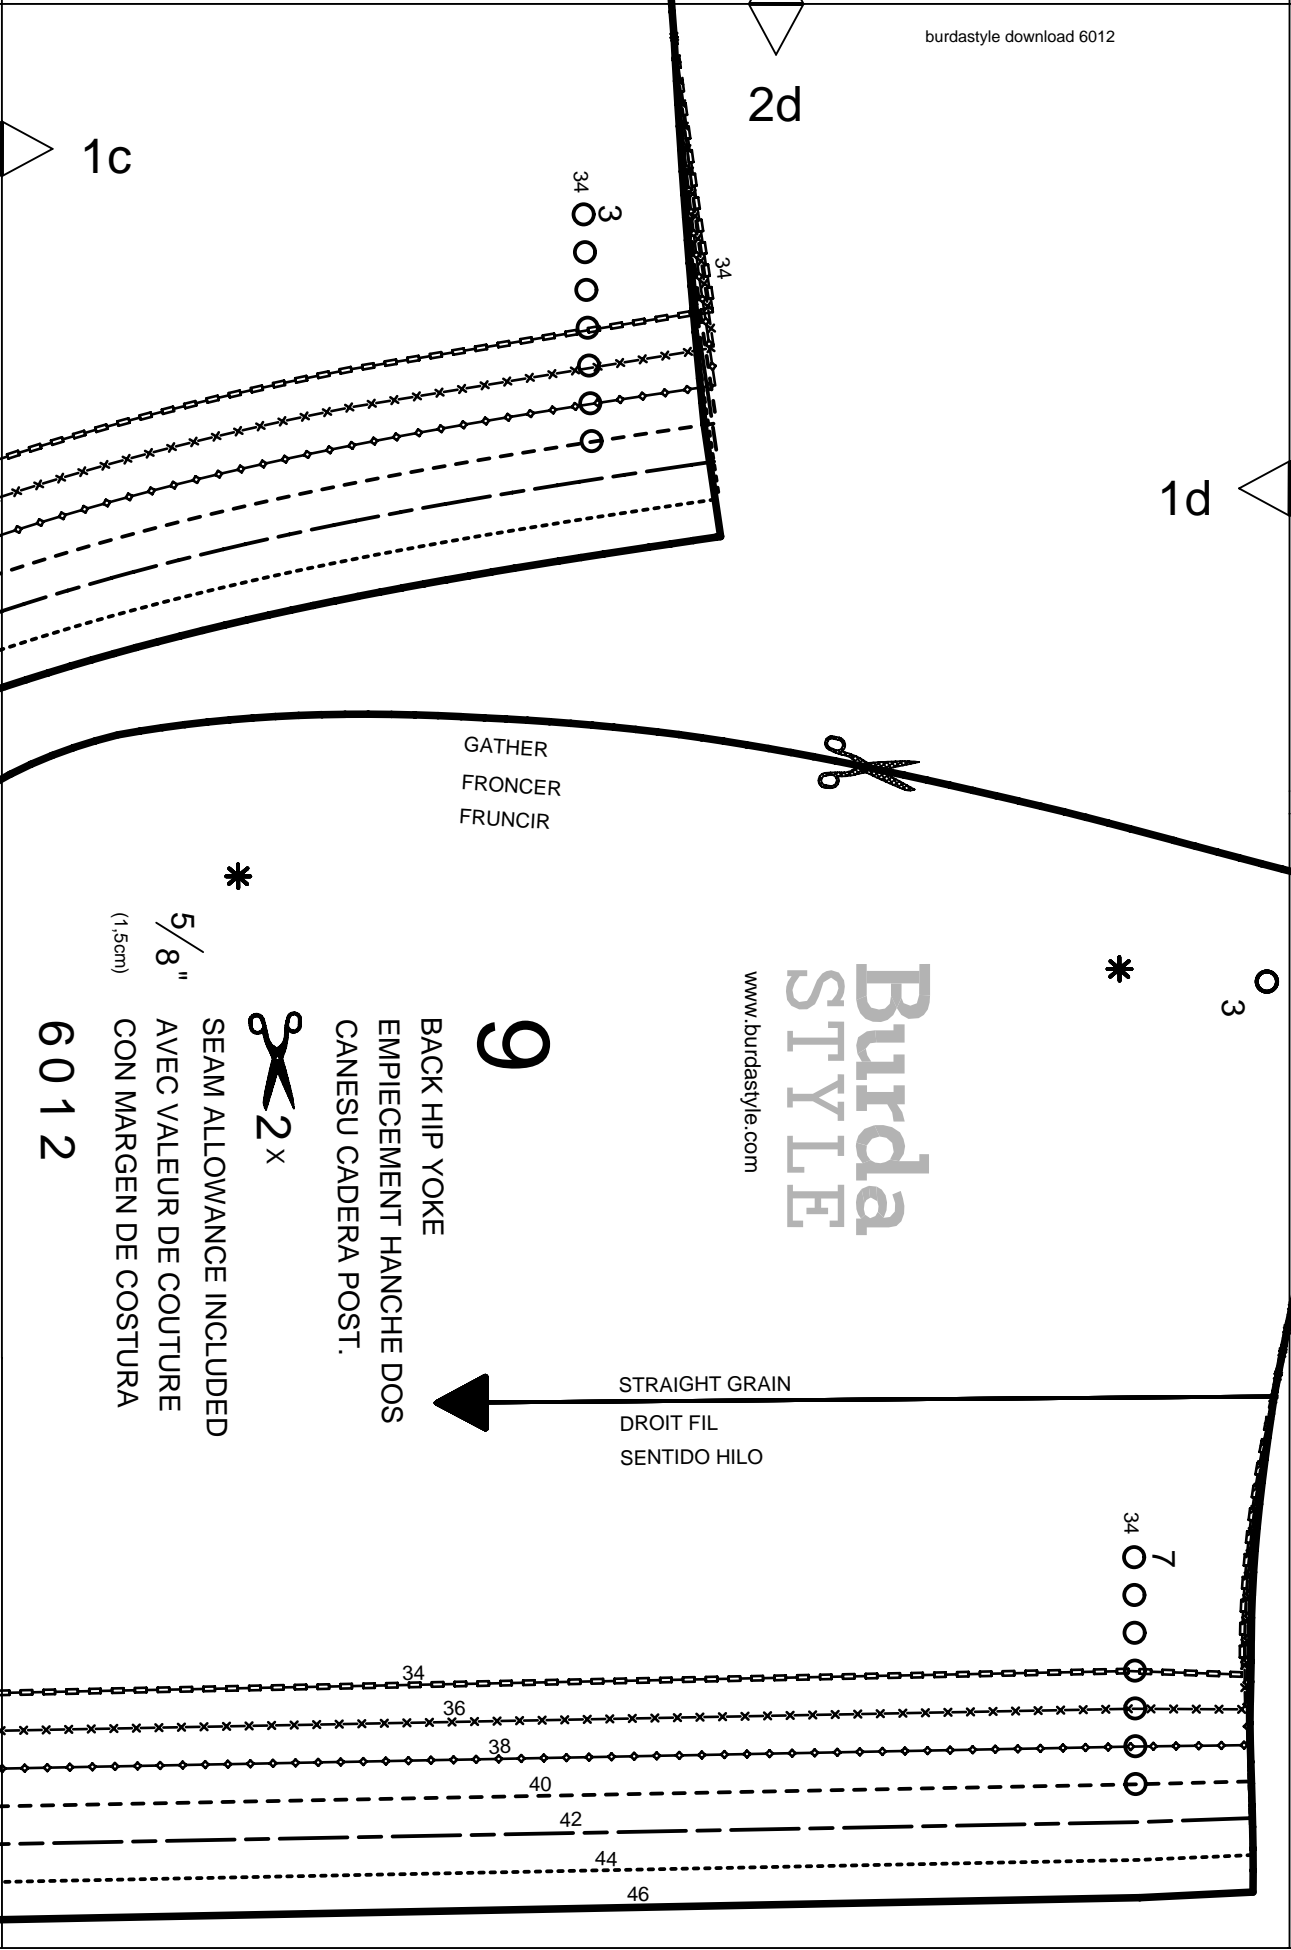 burdastyle download 6012
2d
1c
34
3
34
1d
GATHER
FRONCER
FRUNCIR
3
Burda
STYLE
www.burdastyle.com
9
BACK HIP YOKE
EMPIECEMENT HANCHE DOS
CANESU CADERA POST.
2 x
5/8"
(1,5cm)
SEAM ALLOWANCE INCLUDED
AVEC VALEUR DE COUTURE
CON MARGEN DE COSTURA
6012
STRAIGHT GRAIN
DROIT FIL
SENTIDO HILO
34
7
34
36
38
40
42
44
46